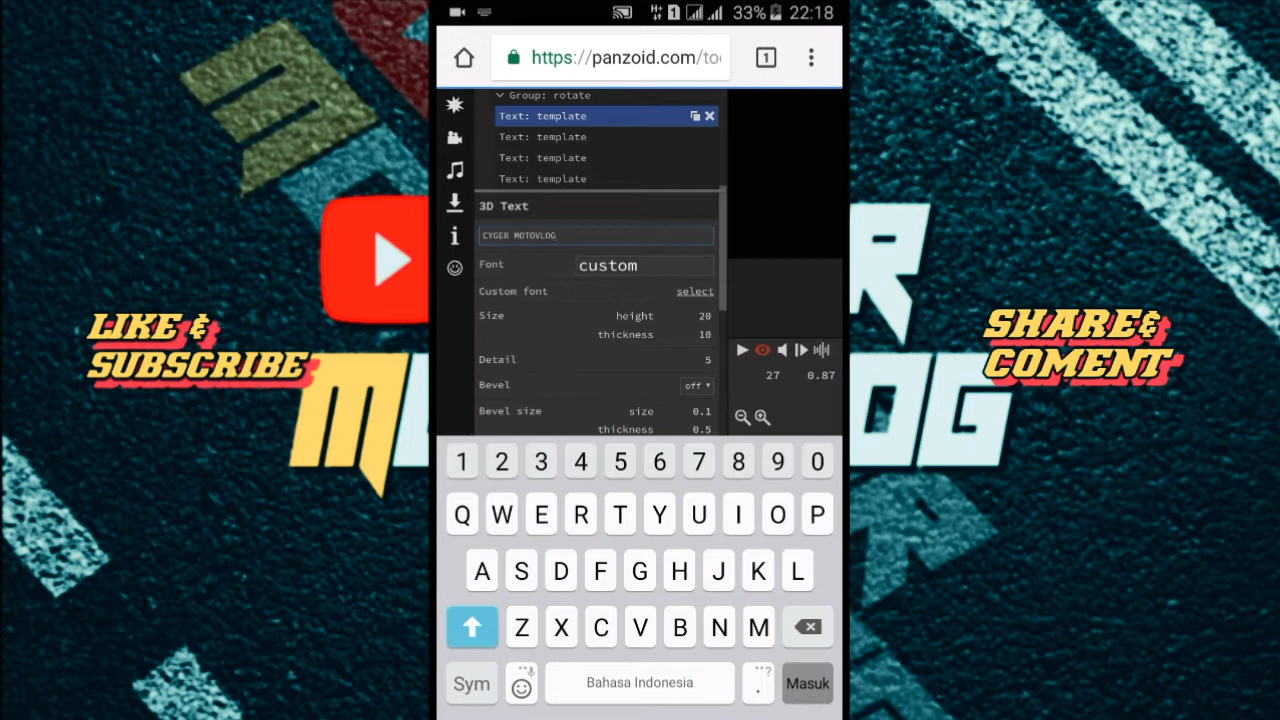 33% 22:18
https://panzoid.com/too
1
Group: rotate
Text: template
Text: template
Text: template
Text: template
3D Text
CYGER MOTOVLOG
Font custom
Custom font select
Size height 20
thickness 10
Detail 5
Bevel off
Bevel size size 0.1
thickness 0.5
27 0.87
LIKE &
SUBSCRIBE
SHARE&
COMENT
1 2 3 4 5 6 7 8 9 0
Q W E R T Y U I O P
A S D F G H J K L
Z X C V B N M
Sym Bahasa Indonesia . Masuk